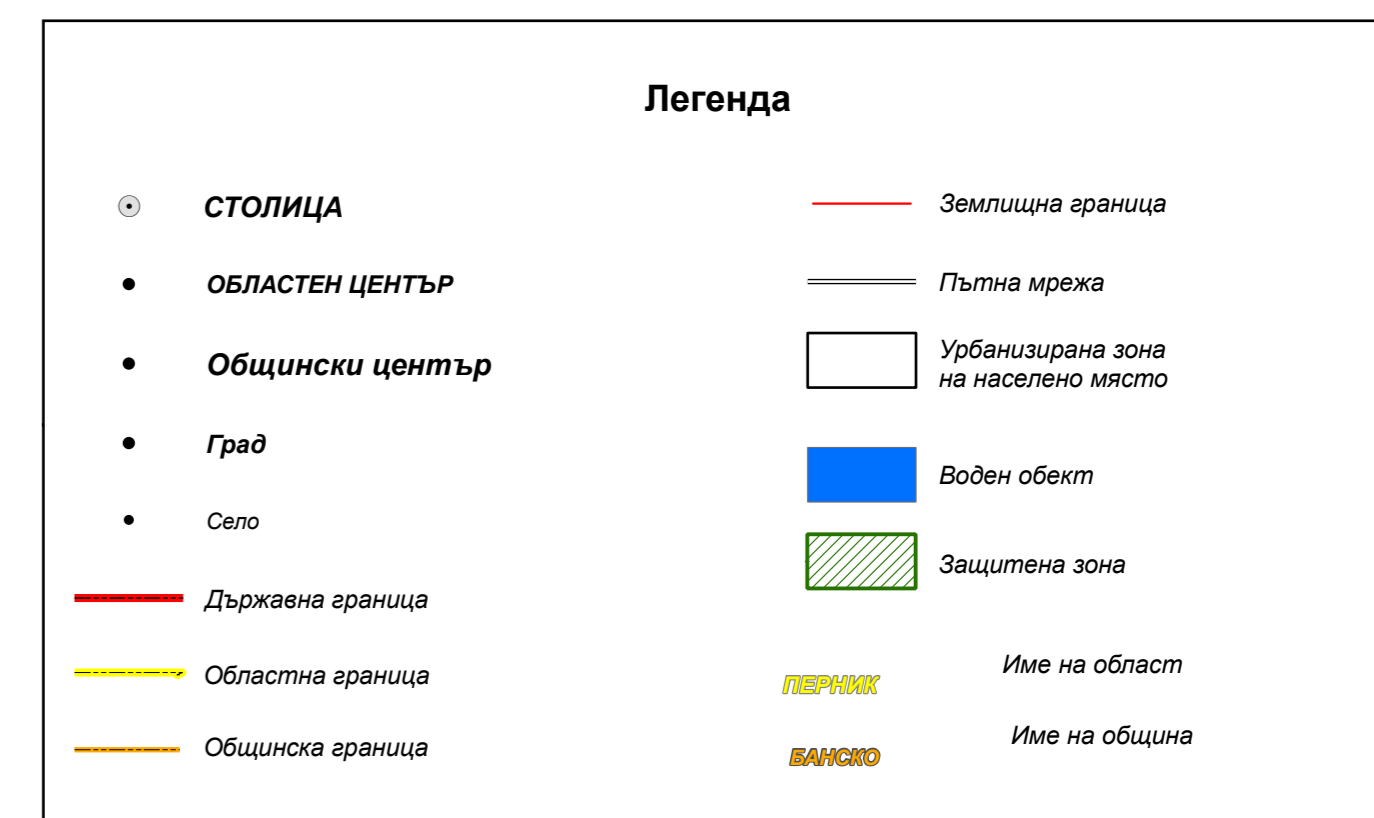 Легенда
СТОЛИЦА
ОБЛАСТЕН ЦЕНТЪР
Общински център
Град
Село
Държавна граница
Областна граница
Общинска граница
Землищна граница
Пътна мрежа
Урбанизирана зона
на населено място
Воден обект
Защитена зона
ПЕРНИК Име на област
БАНСКО Име на община